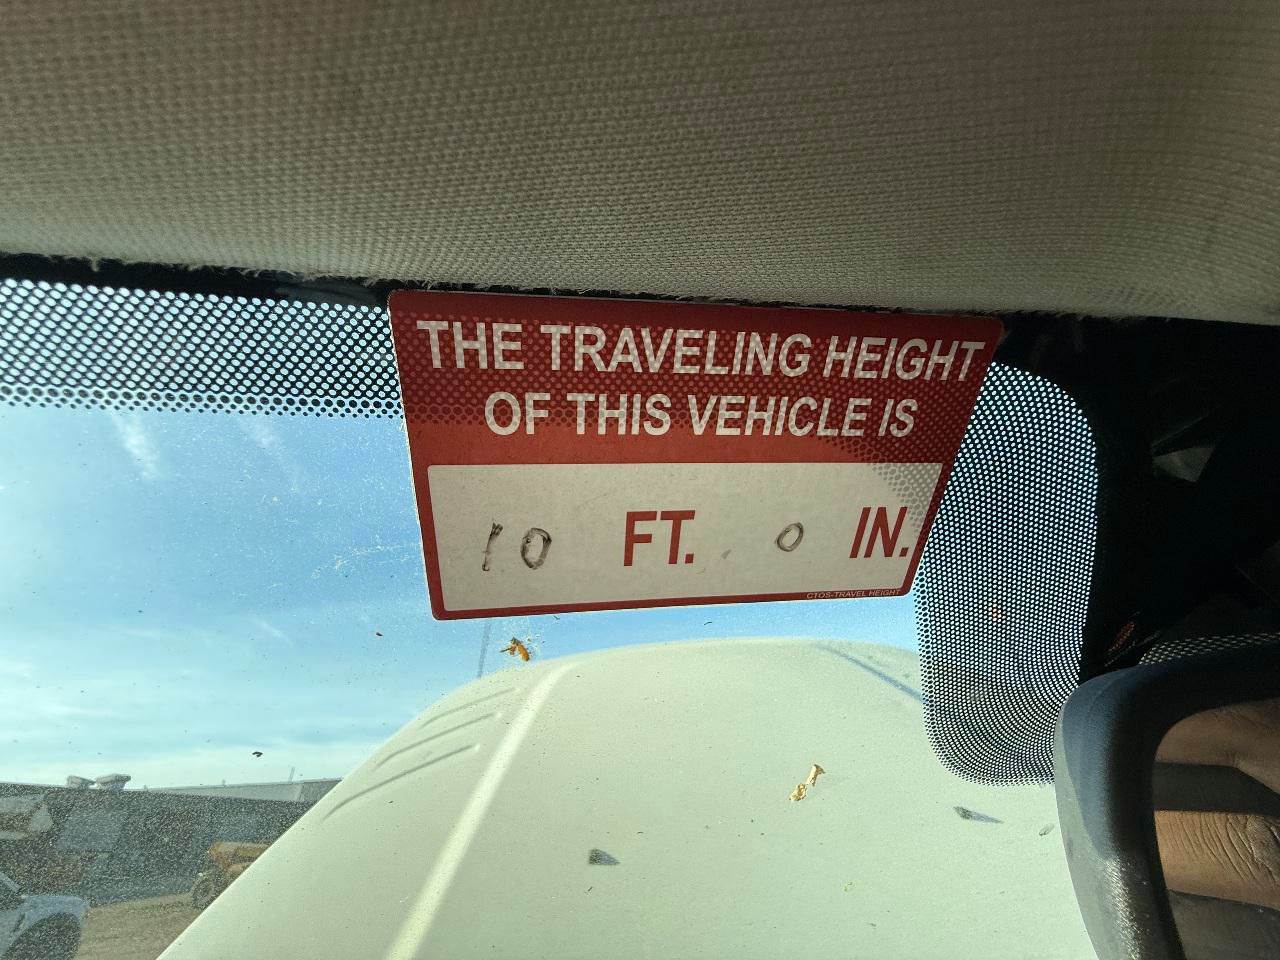 THE TRAVELING HEIGHT
OF THIS VEHICLE IS
10 FT. 0 IN.
CTOS-TRAVEL HEIGHT